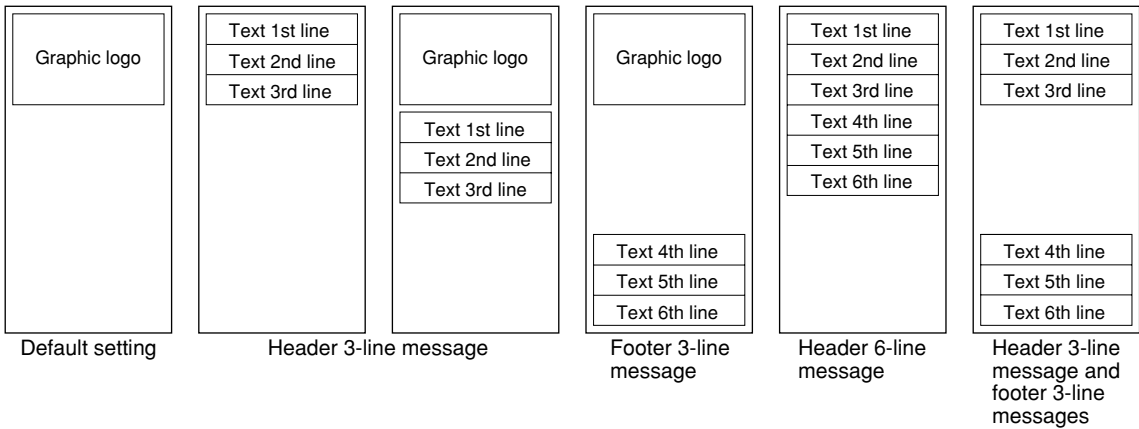 Graphic logo
Default setting
Text 1st line
Text 2nd line
Text 3rd line
Graphic logo
Text 1st line
Text 2nd line
Text 3rd line
Header 3-line message
Graphic logo
Text 4th line
Text 5th line
Text 6th line
Footer 3-line
message
Text 1st line
Text 2nd line
Text 3rd line
Text 4th line
Text 5th line
Text 6th line
Header 6-line
message
Text 1st line
Text 2nd line
Text 3rd line
Text 4th line
Text 5th line
Text 6th line
Header 3-line
message and
footer 3-line
messages